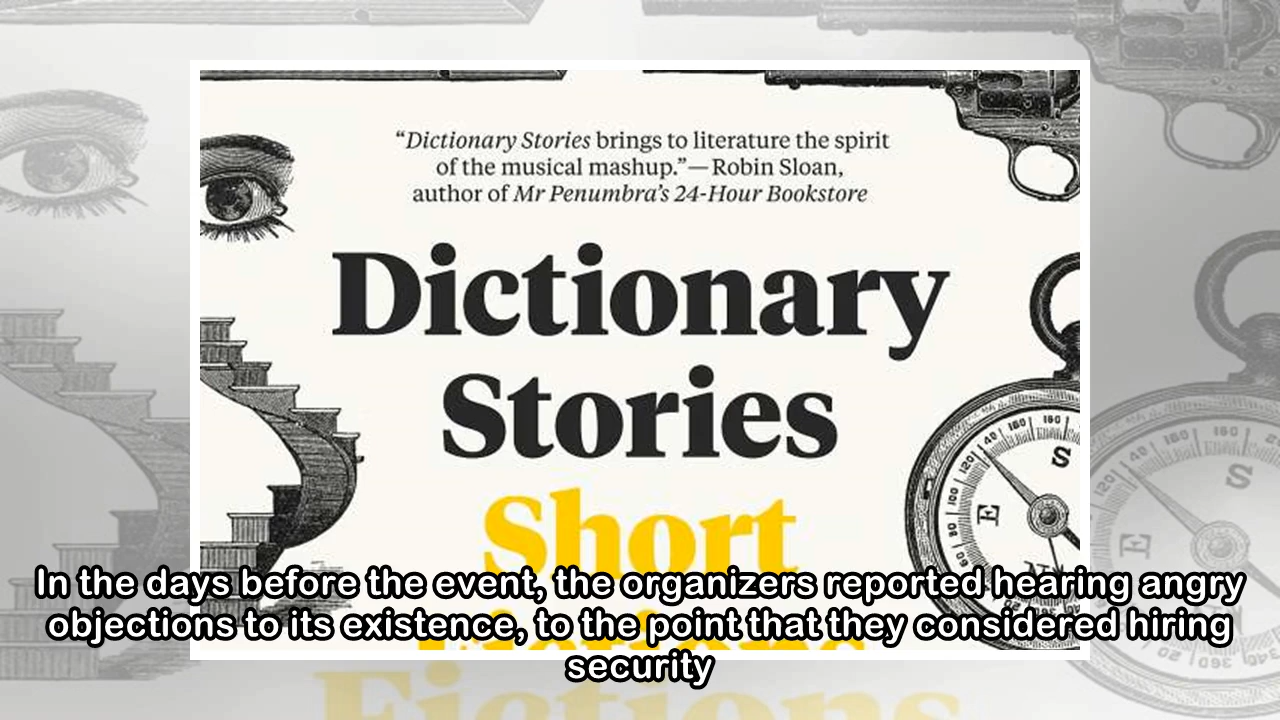 “Dictionary Stories brings to literature the spirit
of the musical mashup.”—Robin Sloan,
author of Mr Penumbra’s 24-Hour Bookstore
Dictionary
Stories
Short
Fictions
In the days before the event, the organizers reported hearing angry
objections to its existence, to the point that they considered hiring
security